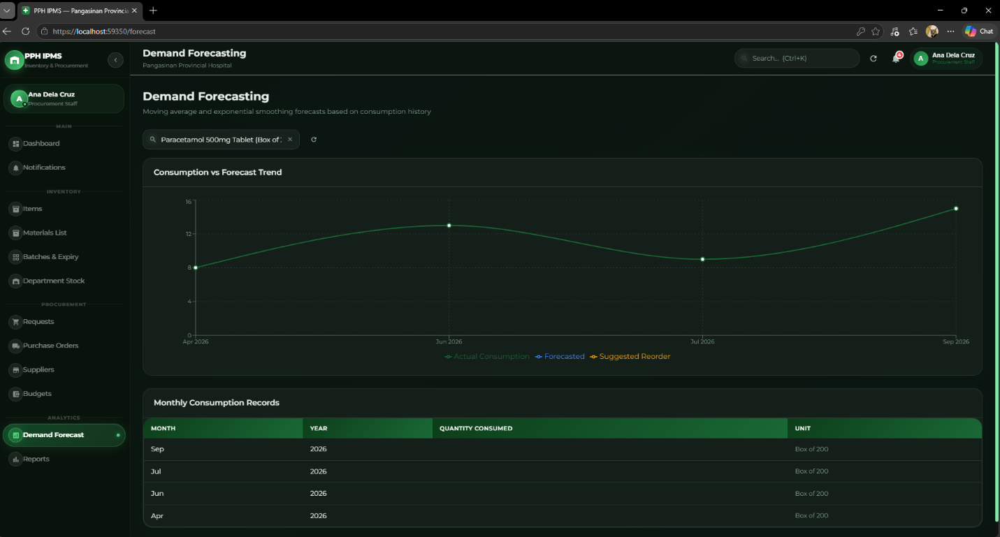 PPH IPMS — Pangasinan Provincia
https://localhost:59350/forecast
Chat
PPH IPMS
Inventory & Procurement
Ana Dela Cruz
Procurement Staff
MAIN
Dashboard
Notifications
INVENTORY
Items
Materials List
Batches & Expiry
Department Stock
PROCUREMENT
Requests
Purchase Orders
Suppliers
Budgets
ANALYTICS
Demand Forecast
Reports
Demand Forecasting
Pangasinan Provincial Hospital
Search... (Ctrl+K)
4
A Ana Dela Cruz
Procurement Staff
Demand Forecasting
Moving average and exponential smoothing forecasts based on consumption history
Paracetamol 500mg Tablet (Box of
Consumption vs Forecast Trend
16
12
8
4
0
Apr 2026 Jun 2026 Jul 2026 Sep 2026
Actual Consumption Forecasted Suggested Reorder
Monthly Consumption Records
MONTH YEAR QUANTITY CONSUMED UNIT
Sep 2026 Box of 200
Jul 2026 Box of 200
Jun 2026 Box of 200
Apr 2026 Box of 200